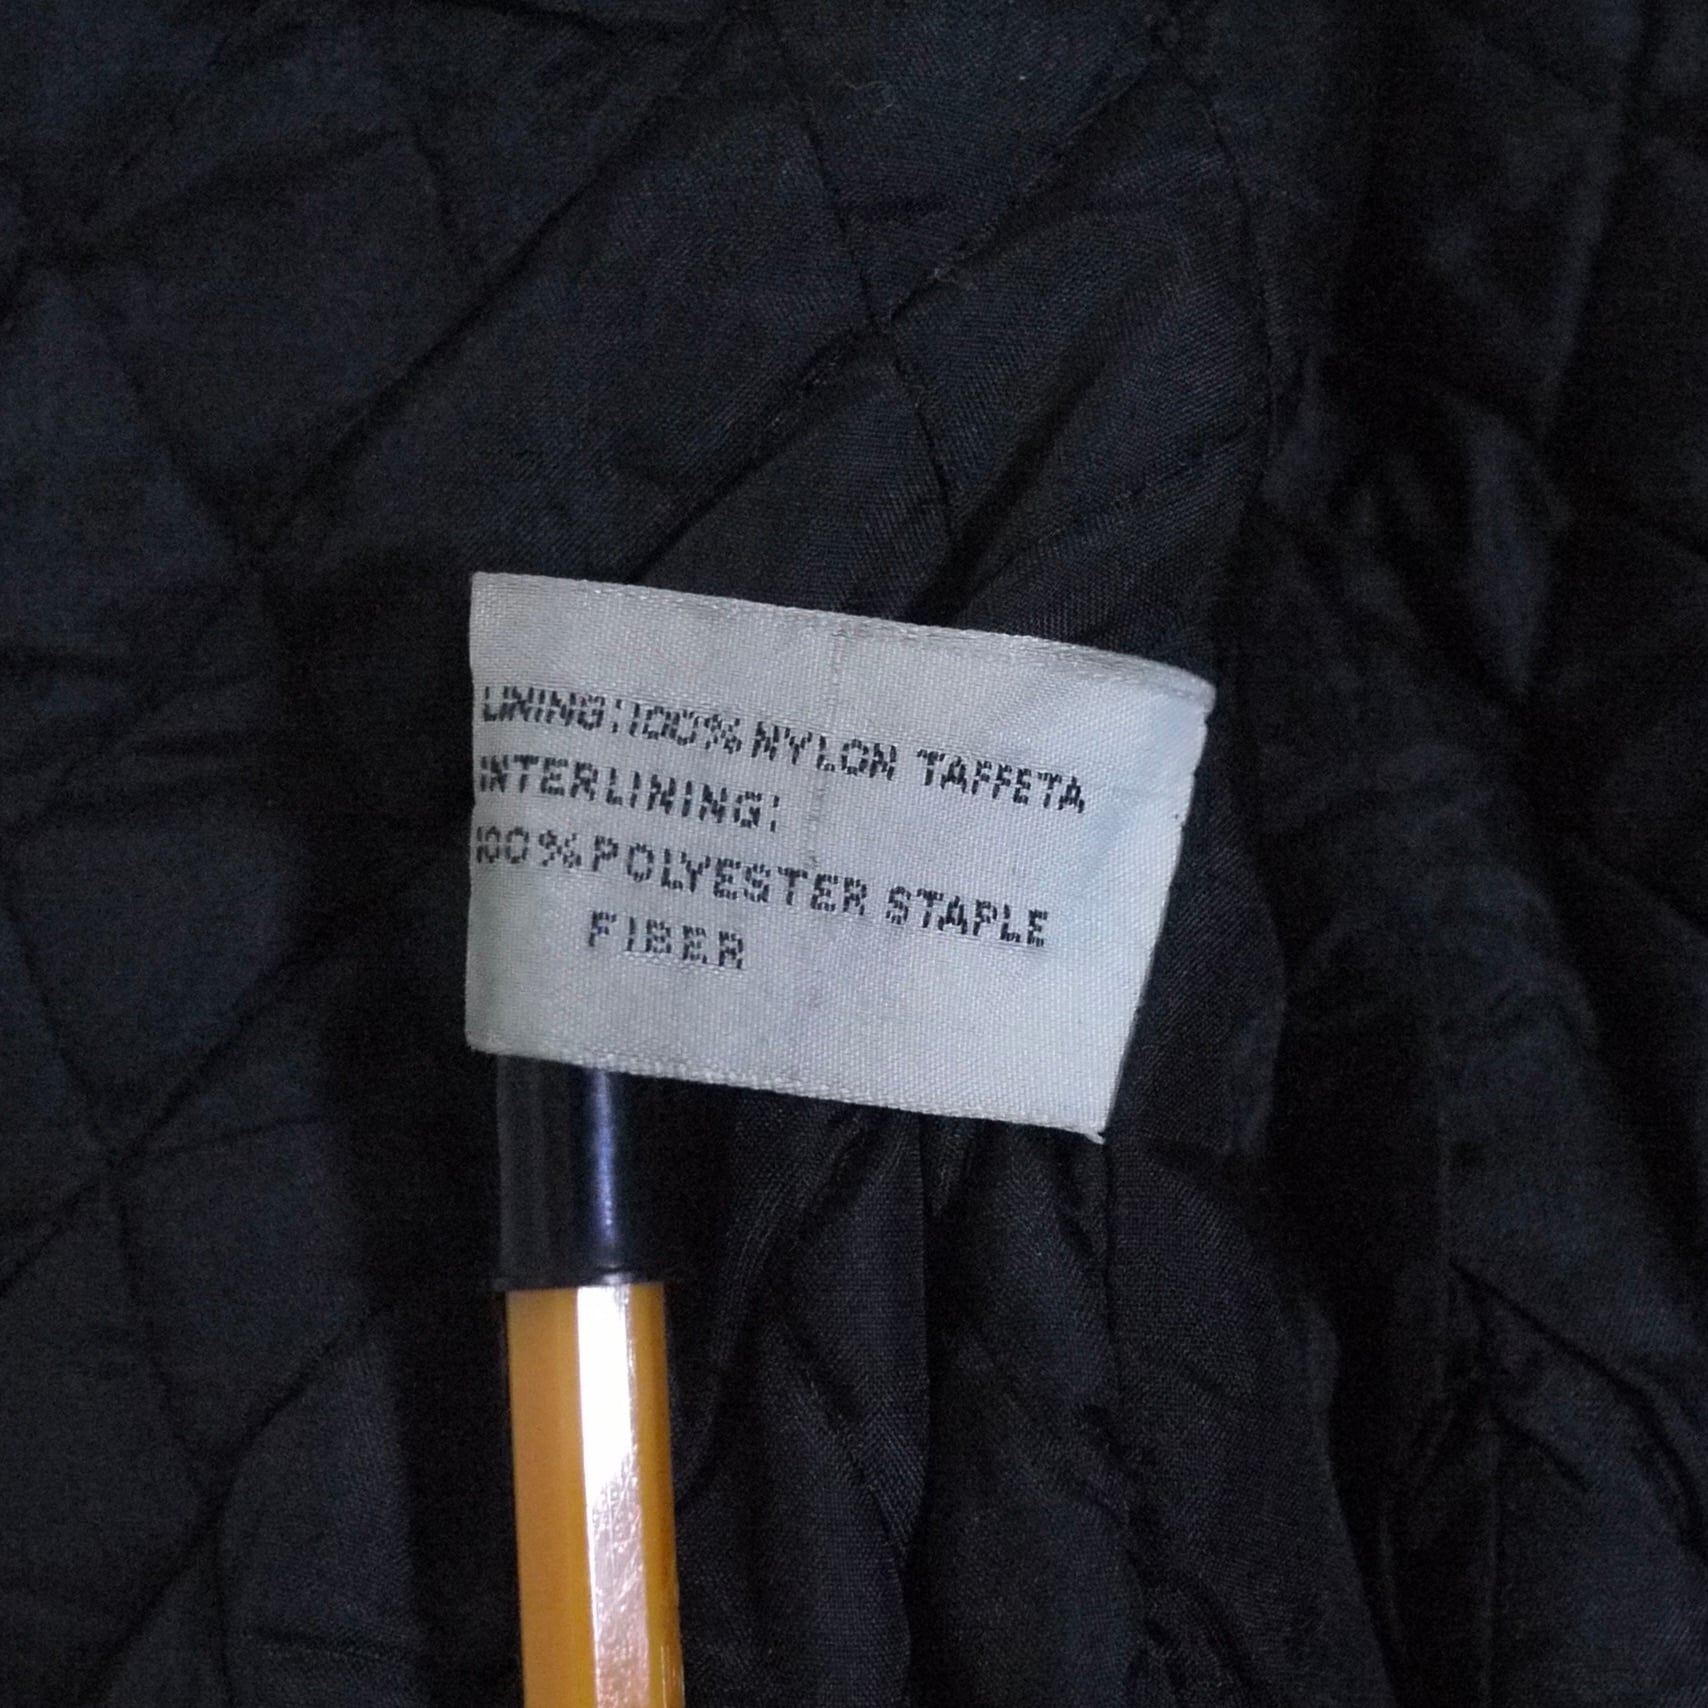 LINING:100% NYLON TAFFETA
INTERLINING:
100% POLYESTER STAPLE
FIBER